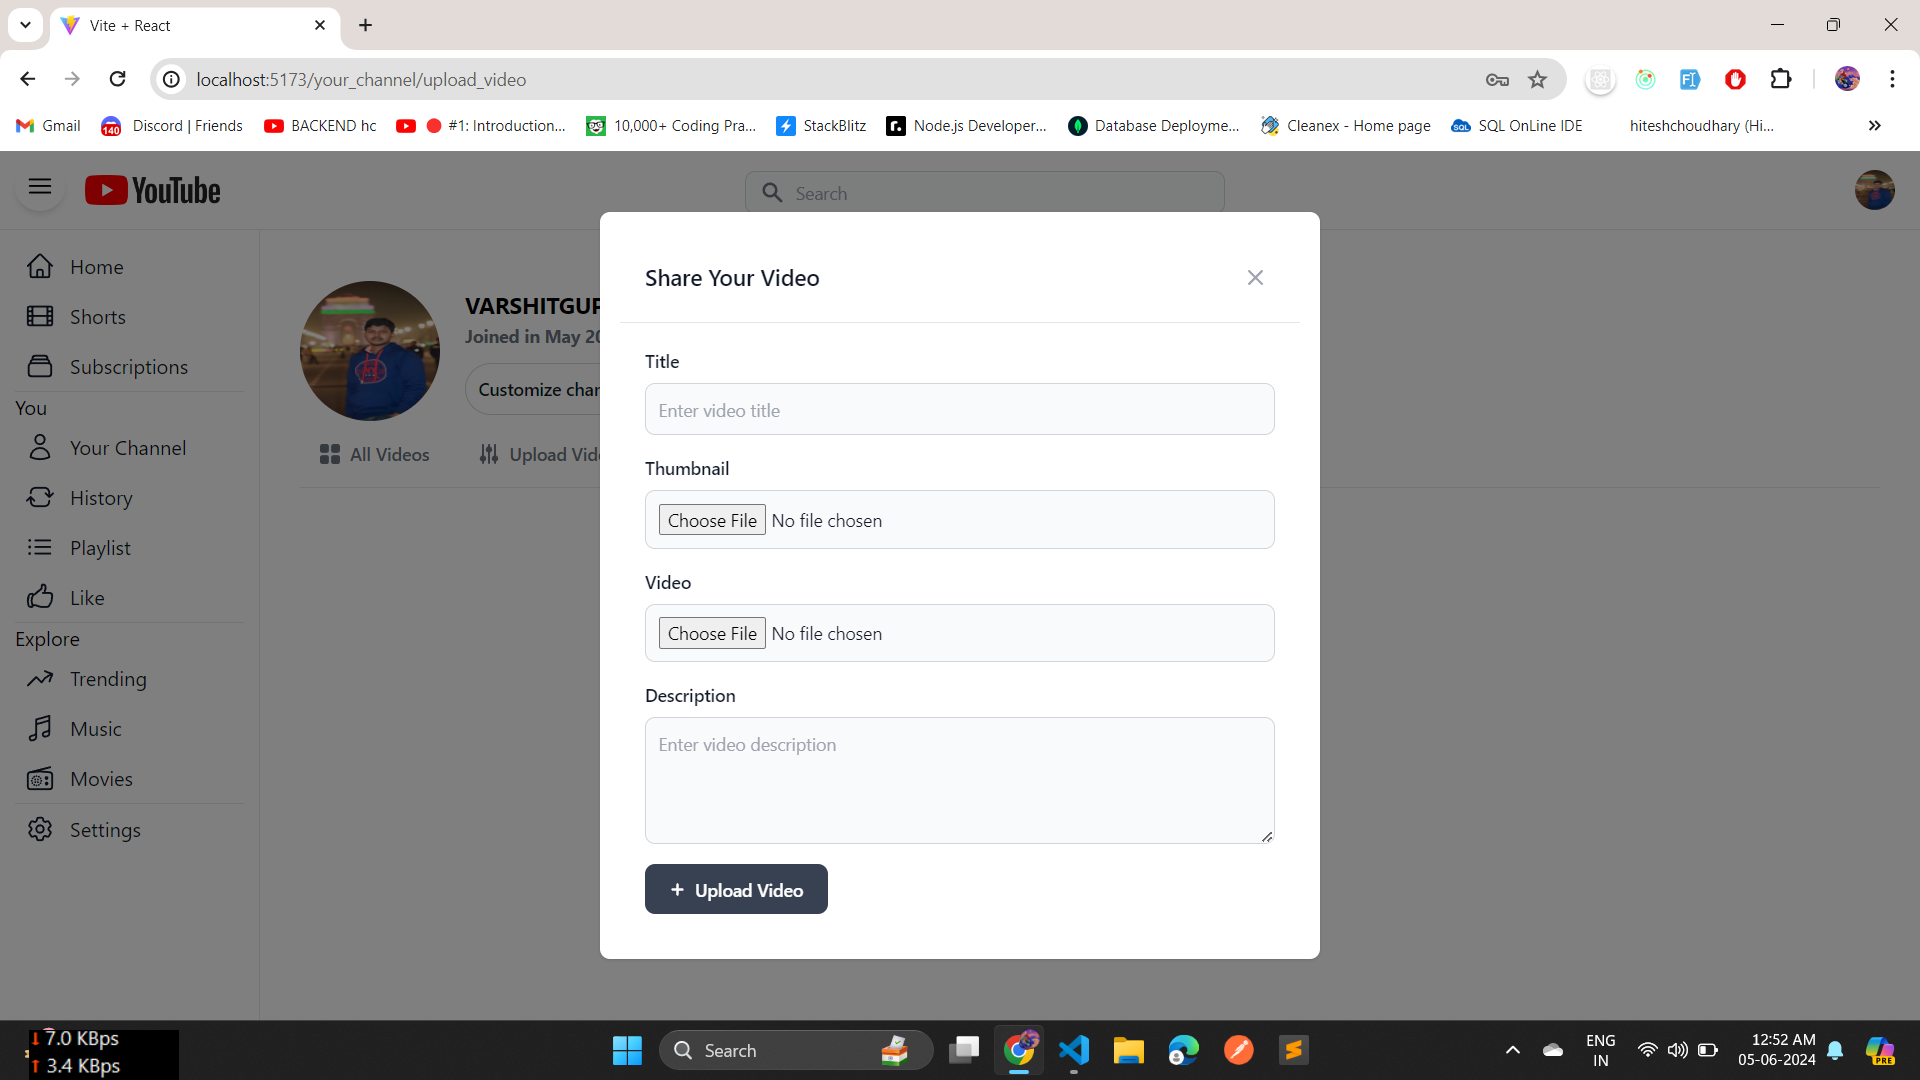 Vite + React
localhost:5173/your_channel/upload_video
Gmail
140
Discord | Friends
BACKEND hc
#1: Introduction...
10,000+ Coding Pra...
StackBlitz
Node.js Developer...
Database Deployme...
Cleanex - Home page
SQL OnLine IDE
hiteshchoudhary (Hi...
YouTube
Search
Home
Shorts
Subscriptions
You
Your Channel
History
Playlist
Like
Explore
Trending
Music
Movies
Settings
VARSHITGUP
Joined in May 20
Customize chan
All Videos
Upload Vide
Share Your Video
Title
Enter video title
Thumbnail
Choose File No file chosen
Video
Choose File No file chosen
Description
Enter video description
+ Upload Video
7.0 KBps
3.4 KBps
Search
ENG
IN
12:52 AM
05-06-2024
PRE